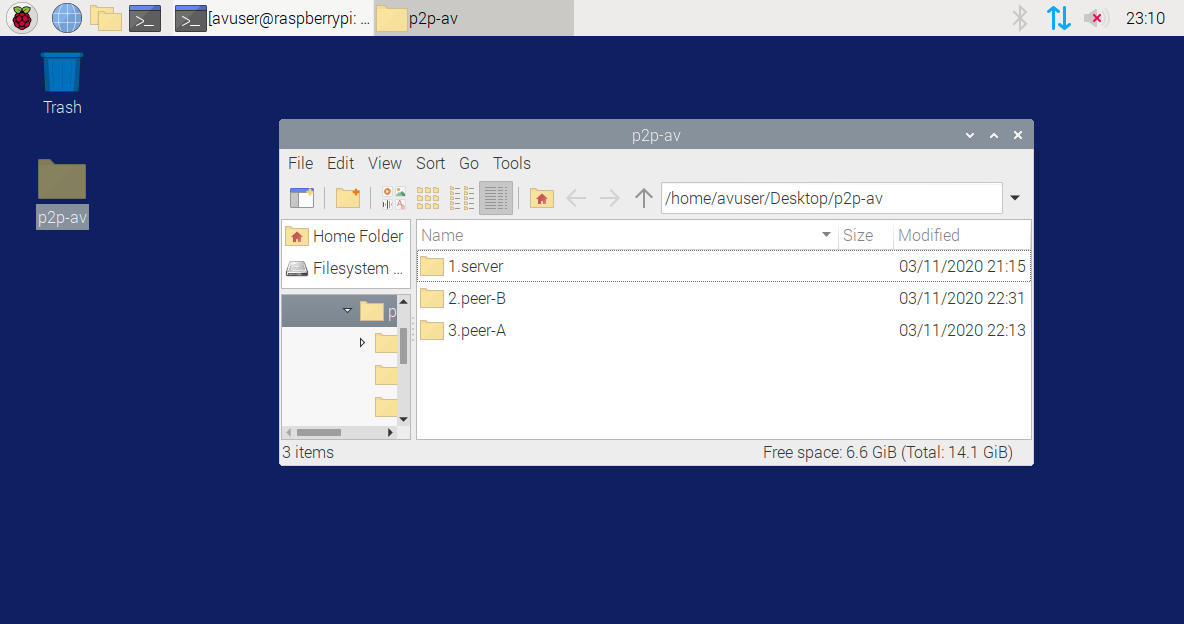 [avuser@raspberrypi: ... p2p-av 23:10
Trash
p2p-av
p2p-av
File Edit View Sort Go Tools
/home/avuser/Desktop/p2p-av
Home Folder
Filesystem ...
p
Name Size Modified
1.server 03/11/2020 21:15
2.peer-B 03/11/2020 22:31
3.peer-A 03/11/2020 22:13
3 items Free space: 6.6 GiB (Total: 14.1 GiB)